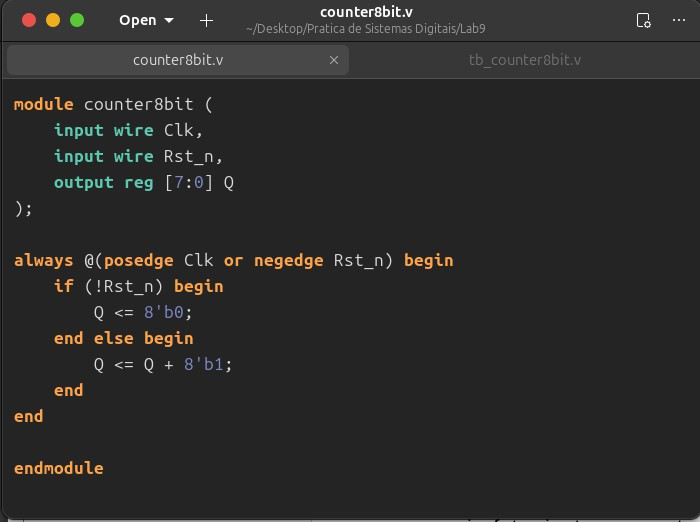 counter8bit.v
Open
~/Desktop/Pratica de Sistemas Digitais/Lab9
counter8bit.v
tb_counter8bit.v
module counter8bit (
    input wire Clk,
    input wire Rst_n,
    output reg [7:0] Q
);

always @(posedge Clk or negedge Rst_n) begin
    if (!Rst_n) begin
        Q <= 8'b0;
    end else begin
        Q <= Q + 8'b1;
    end
end

endmodule